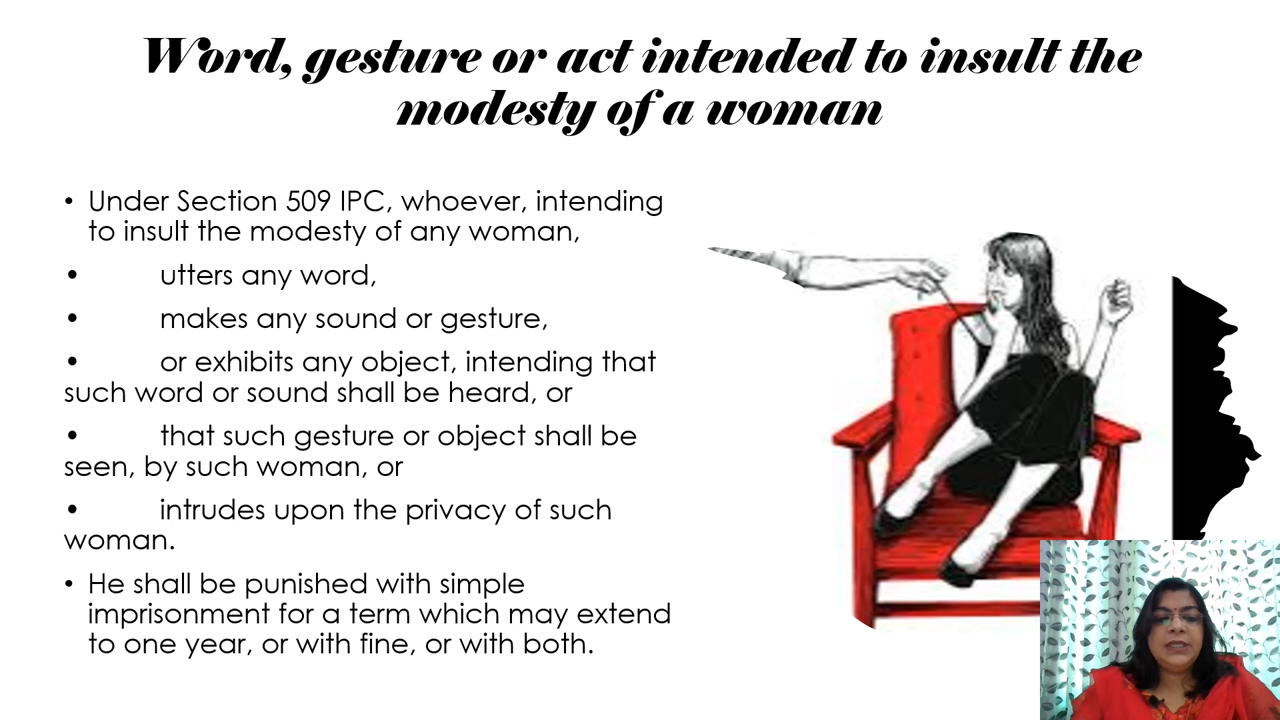 Word, gesture or act intended to insult the
modesty of a woman
• Under Section 509 IPC, whoever, intending
to insult the modesty of any woman,
• utters any word,
• makes any sound or gesture,
• or exhibits any object, intending that
such word or sound shall be heard, or
• that such gesture or object shall be
seen, by such woman, or
• intrudes upon the privacy of such
woman.
• He shall be punished with simple
imprisonment for a term which may extend
to one year, or with fine, or with both.